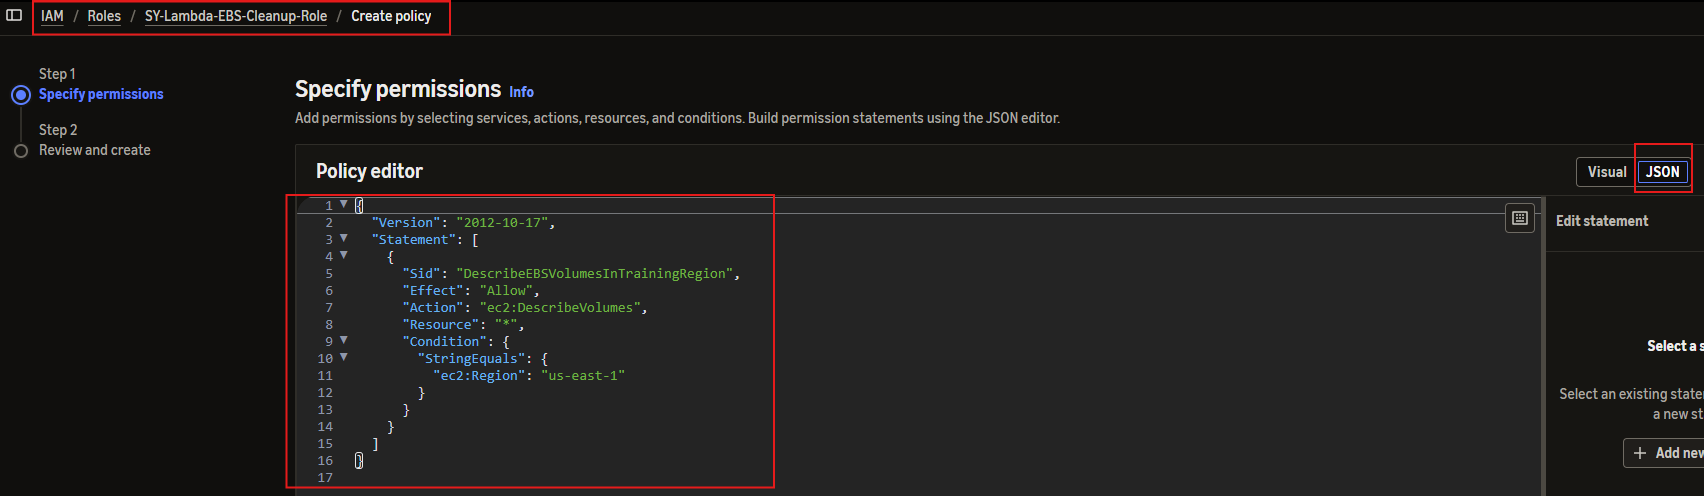 IAM / Roles / SY-Lambda-EBS-Cleanup-Role / Create policy
Step 1
Specify permissions
Step 2
Review and create
Specify permissions Info
Add permissions by selecting services, actions, resources, and conditions. Build permission statements using the JSON editor.
Policy editor
Visual JSON
1 {
2 "Version": "2012-10-17",
3 "Statement": [
4 {
5 "Sid": "DescribeEBSVolumesInTrainingRegion",
6 "Effect": "Allow",
7 "Action": "ec2:DescribeVolumes",
8 "Resource": "*",
9 "Condition": {
10 "StringEquals": {
11 "ec2:Region": "us-east-1"
12 }
13 }
14 }
15 ]
16 }
17
Edit statement
Select a s
Select an existing stater
a new st
+ Add new